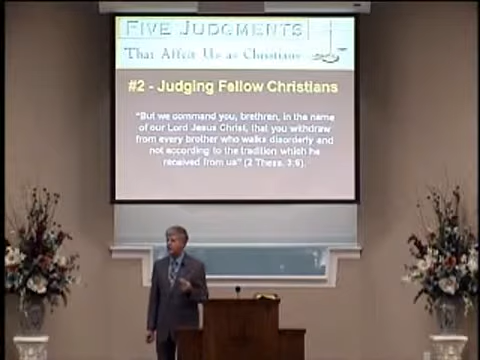 FIVE JUDGMENTS
That Affect Us as Christians
#2 - Judging Fellow Christians
"But we command you, brethren, in the name
of our Lord Jesus Christ, that you withdraw
from every brother who walks disorderly and
not according to the tradition which he
received from us" (2 Thess. 3:6).